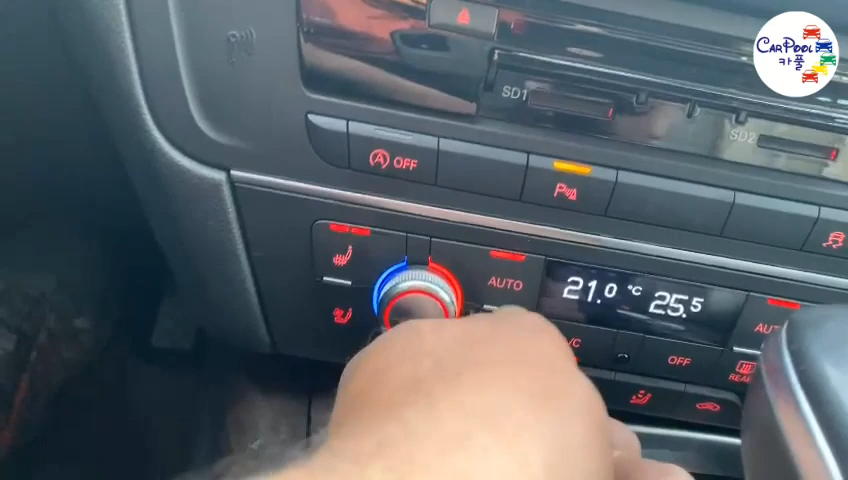 CARPOOL
카풀
SD1
SD2
A OFF
P
AUTO
21.0 °C 25.5
AUTO
A/C
OFF
REAR